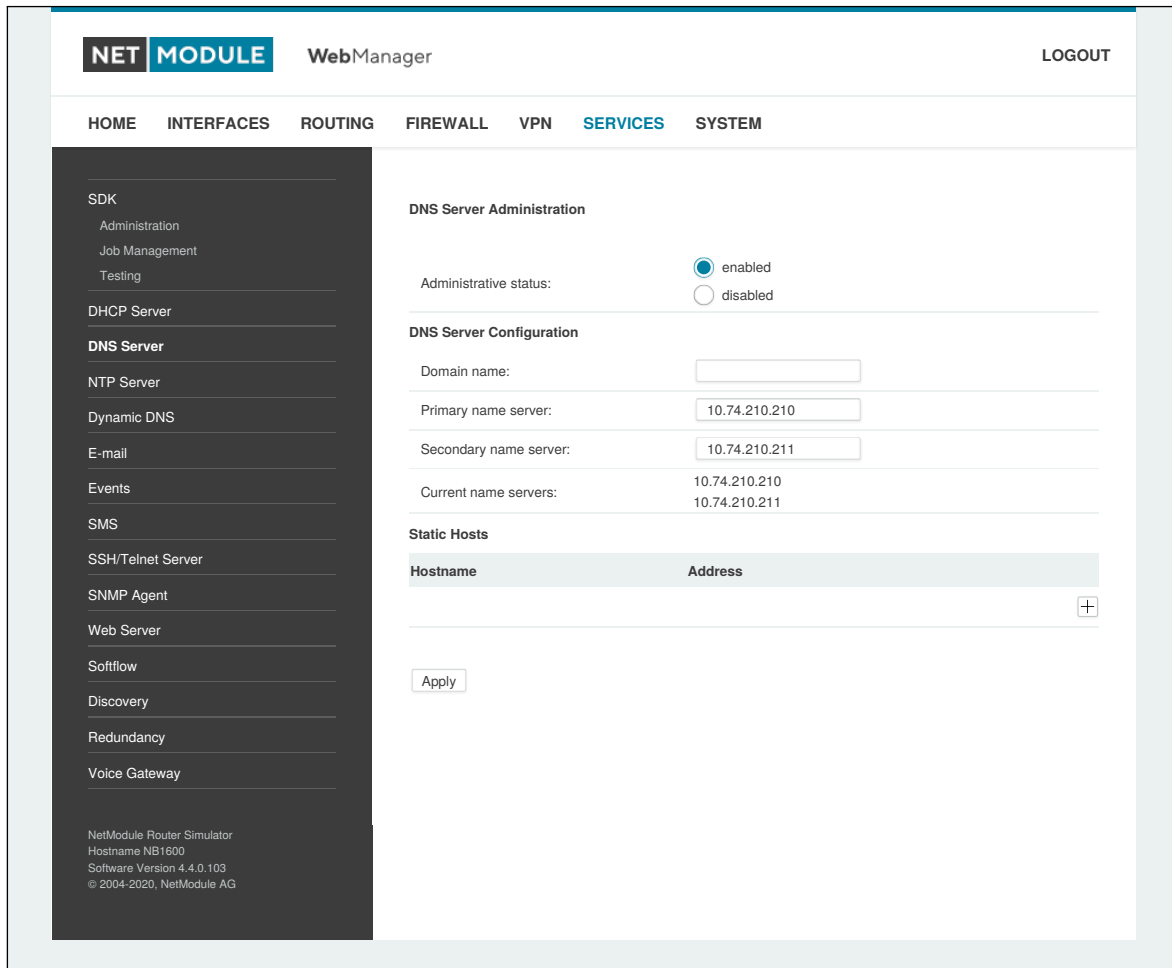 NET MODULE WebManager LOGOUT
HOME INTERFACES ROUTING FIREWALL VPN SERVICES SYSTEM
SDK
Administration
Job Management
Testing
DHCP Server
DNS Server
NTP Server
Dynamic DNS
E-mail
Events
SMS
SSH/Telnet Server
SNMP Agent
Web Server
Softflow
Discovery
Redundancy
Voice Gateway
NetModule Router Simulator
Hostname NB1600
Software Version 4.4.0.103
© 2004-2020, NetModule AG
DNS Server Administration
Administrative status:
enabled
disabled
DNS Server Configuration
Domain name:
Primary name server: 10.74.210.210
Secondary name server: 10.74.210.211
Current name servers:
10.74.210.210
10.74.210.211
Static Hosts
Hostname Address
Apply